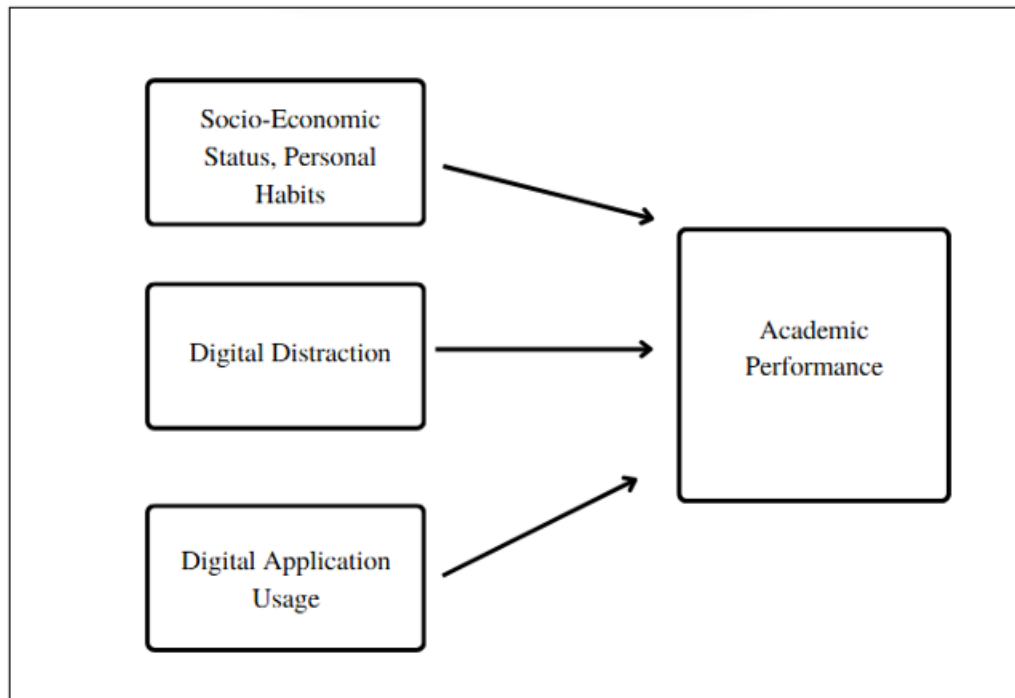 Socio-Economic
Status, Personal
Habits
Digital Distraction
Digital Application
Usage
Academic
Performance